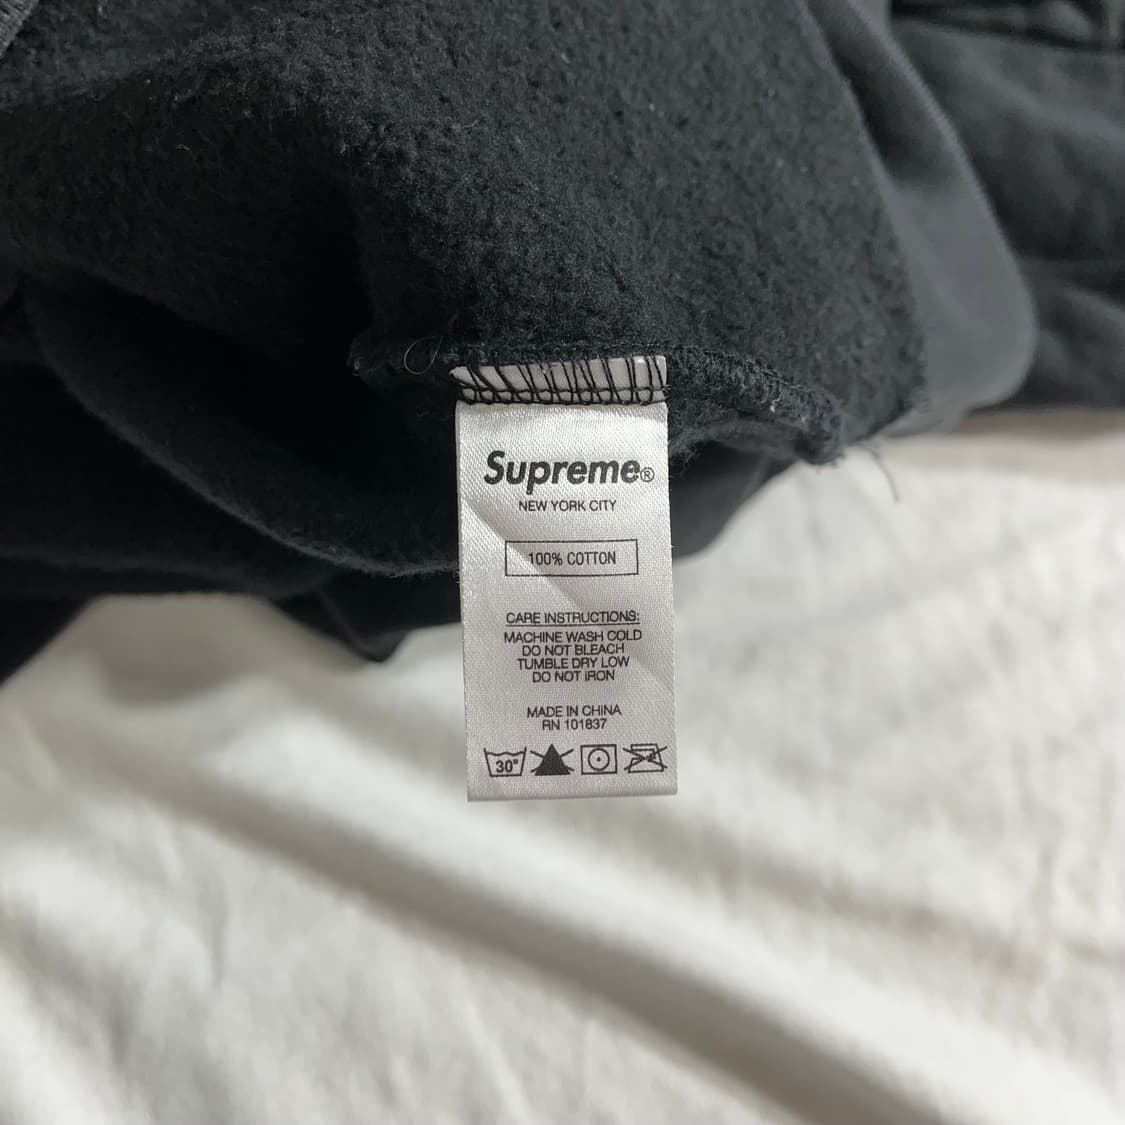 Supreme®
NEW YORK CITY
100% COTTON
CARE INSTRUCTIONS:
MACHINE WASH COLD
DO NOT BLEACH
TUMBLE DRY LOW
DO NOT IRON
MADE IN CHINA
RN 101837
30°